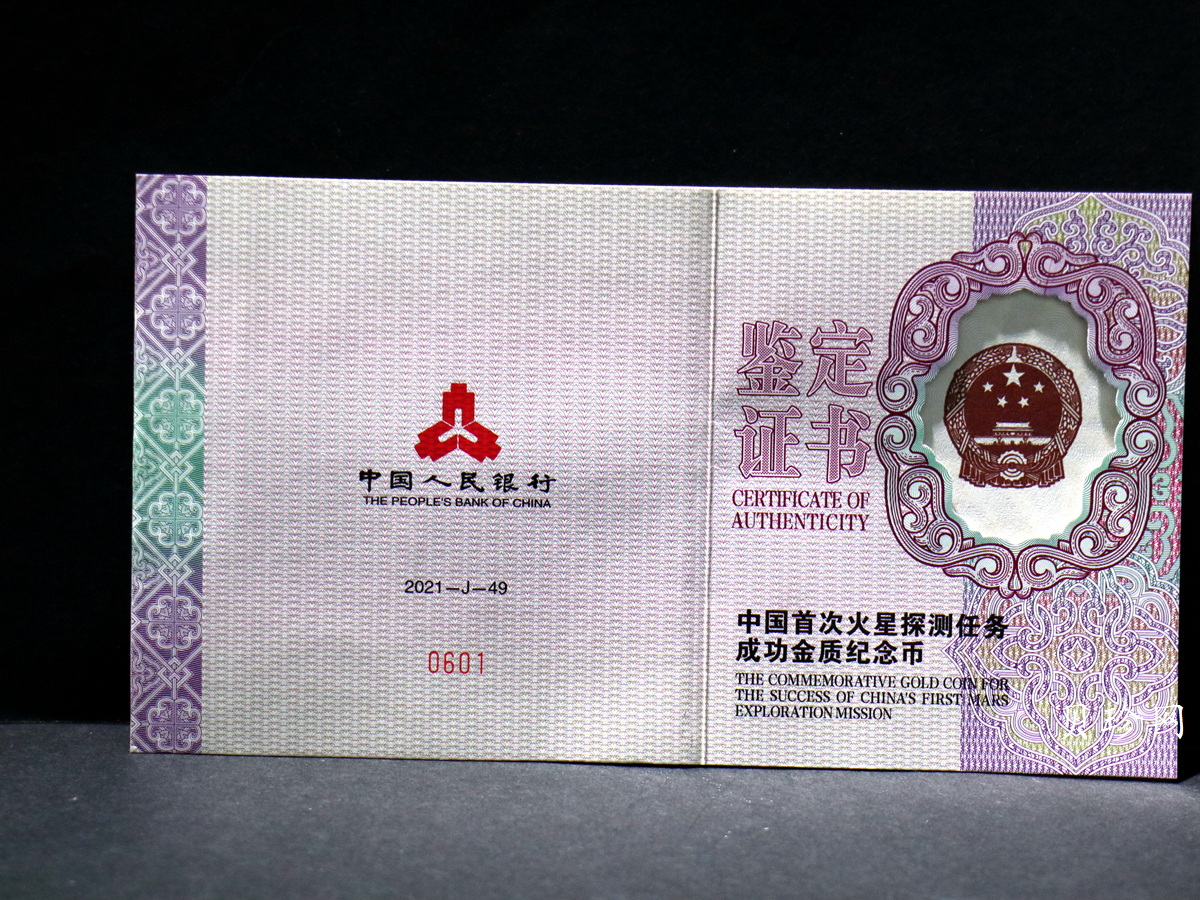 中国人民银行
THE PEOPLE'S BANK OF CHINA
2021—J—49
0601
鉴定
证书
CERTIFICATE OF
AUTHENTICITY
中国首次火星探测任务
成功金质纪念币
THE COMMEMORATIVE GOLD COIN FOR
THE SUCCESS OF CHINA'S FIRST MARS
EXPLORATION MISSION